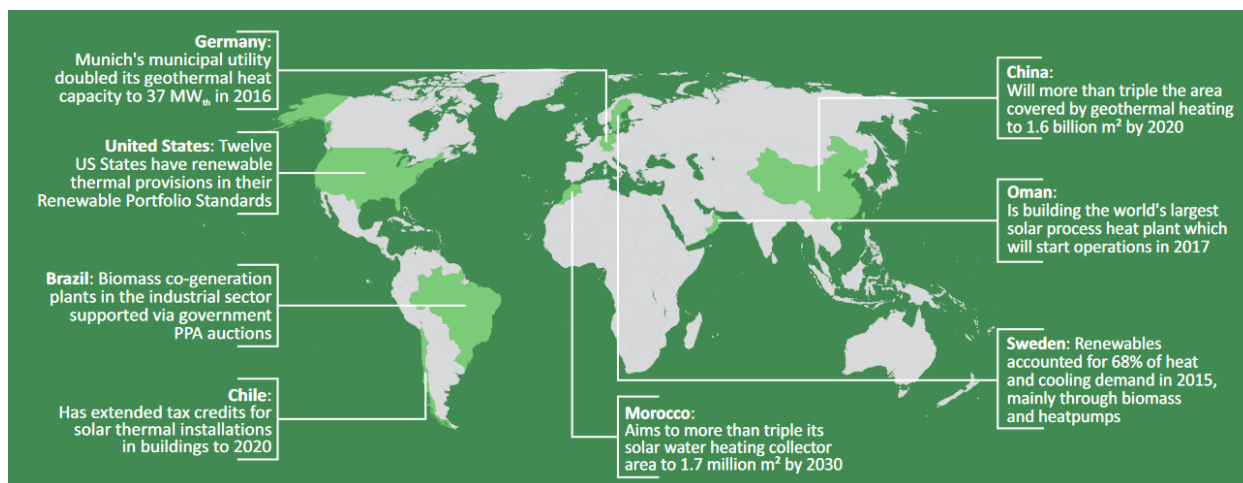 Germany:
Munich's municipal utility
doubled its geothermal heat
capacity to 37 MWth in 2016
United States: Twelve
US States have renewable
thermal provisions in their
Renewable Portfolio Standards
Brazil: Biomass co-generation
plants in the industrial sector
supported via government
PPA auctions
Chile:
Has extended tax credits for
solar thermal installations
in buildings to 2020
Morocco:
Aims to more than triple its
solar water heating collector
area to 1.7 million m² by 2030
China:
Will more than triple the area
covered by geothermal heating
to 1.6 billion m² by 2020
Oman:
Is building the world's largest
solar process heat plant which
will start operations in 2017
Sweden: Renewables
accounted for 68% of heat
and cooling demand in 2015,
mainly through biomass
and heatpumps